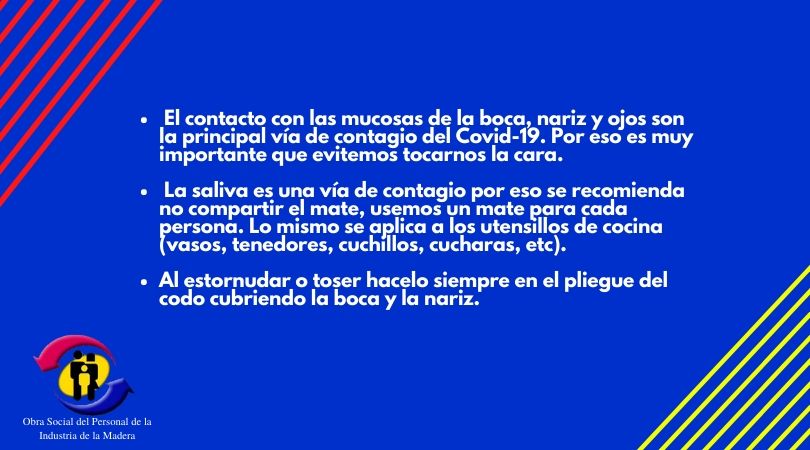 • El contacto con las mucosas de la boca, nariz y ojos son
la principal vía de contagio del Covid-19. Por eso es muy
importante que evitemos tocarnos la cara.
• La saliva es una vía de contagio por eso se recomienda
no compartir el mate, usemos un mate para cada
persona. Lo mismo se aplica a los utensillos de cocina
(vasos, tenedores, cuchillos, cucharas, etc).
• Al estornudar o toser hacelo siempre en el pliegue del
codo cubriendo la boca y la nariz.
Obra Social del Personal de la
Industria de la Madera